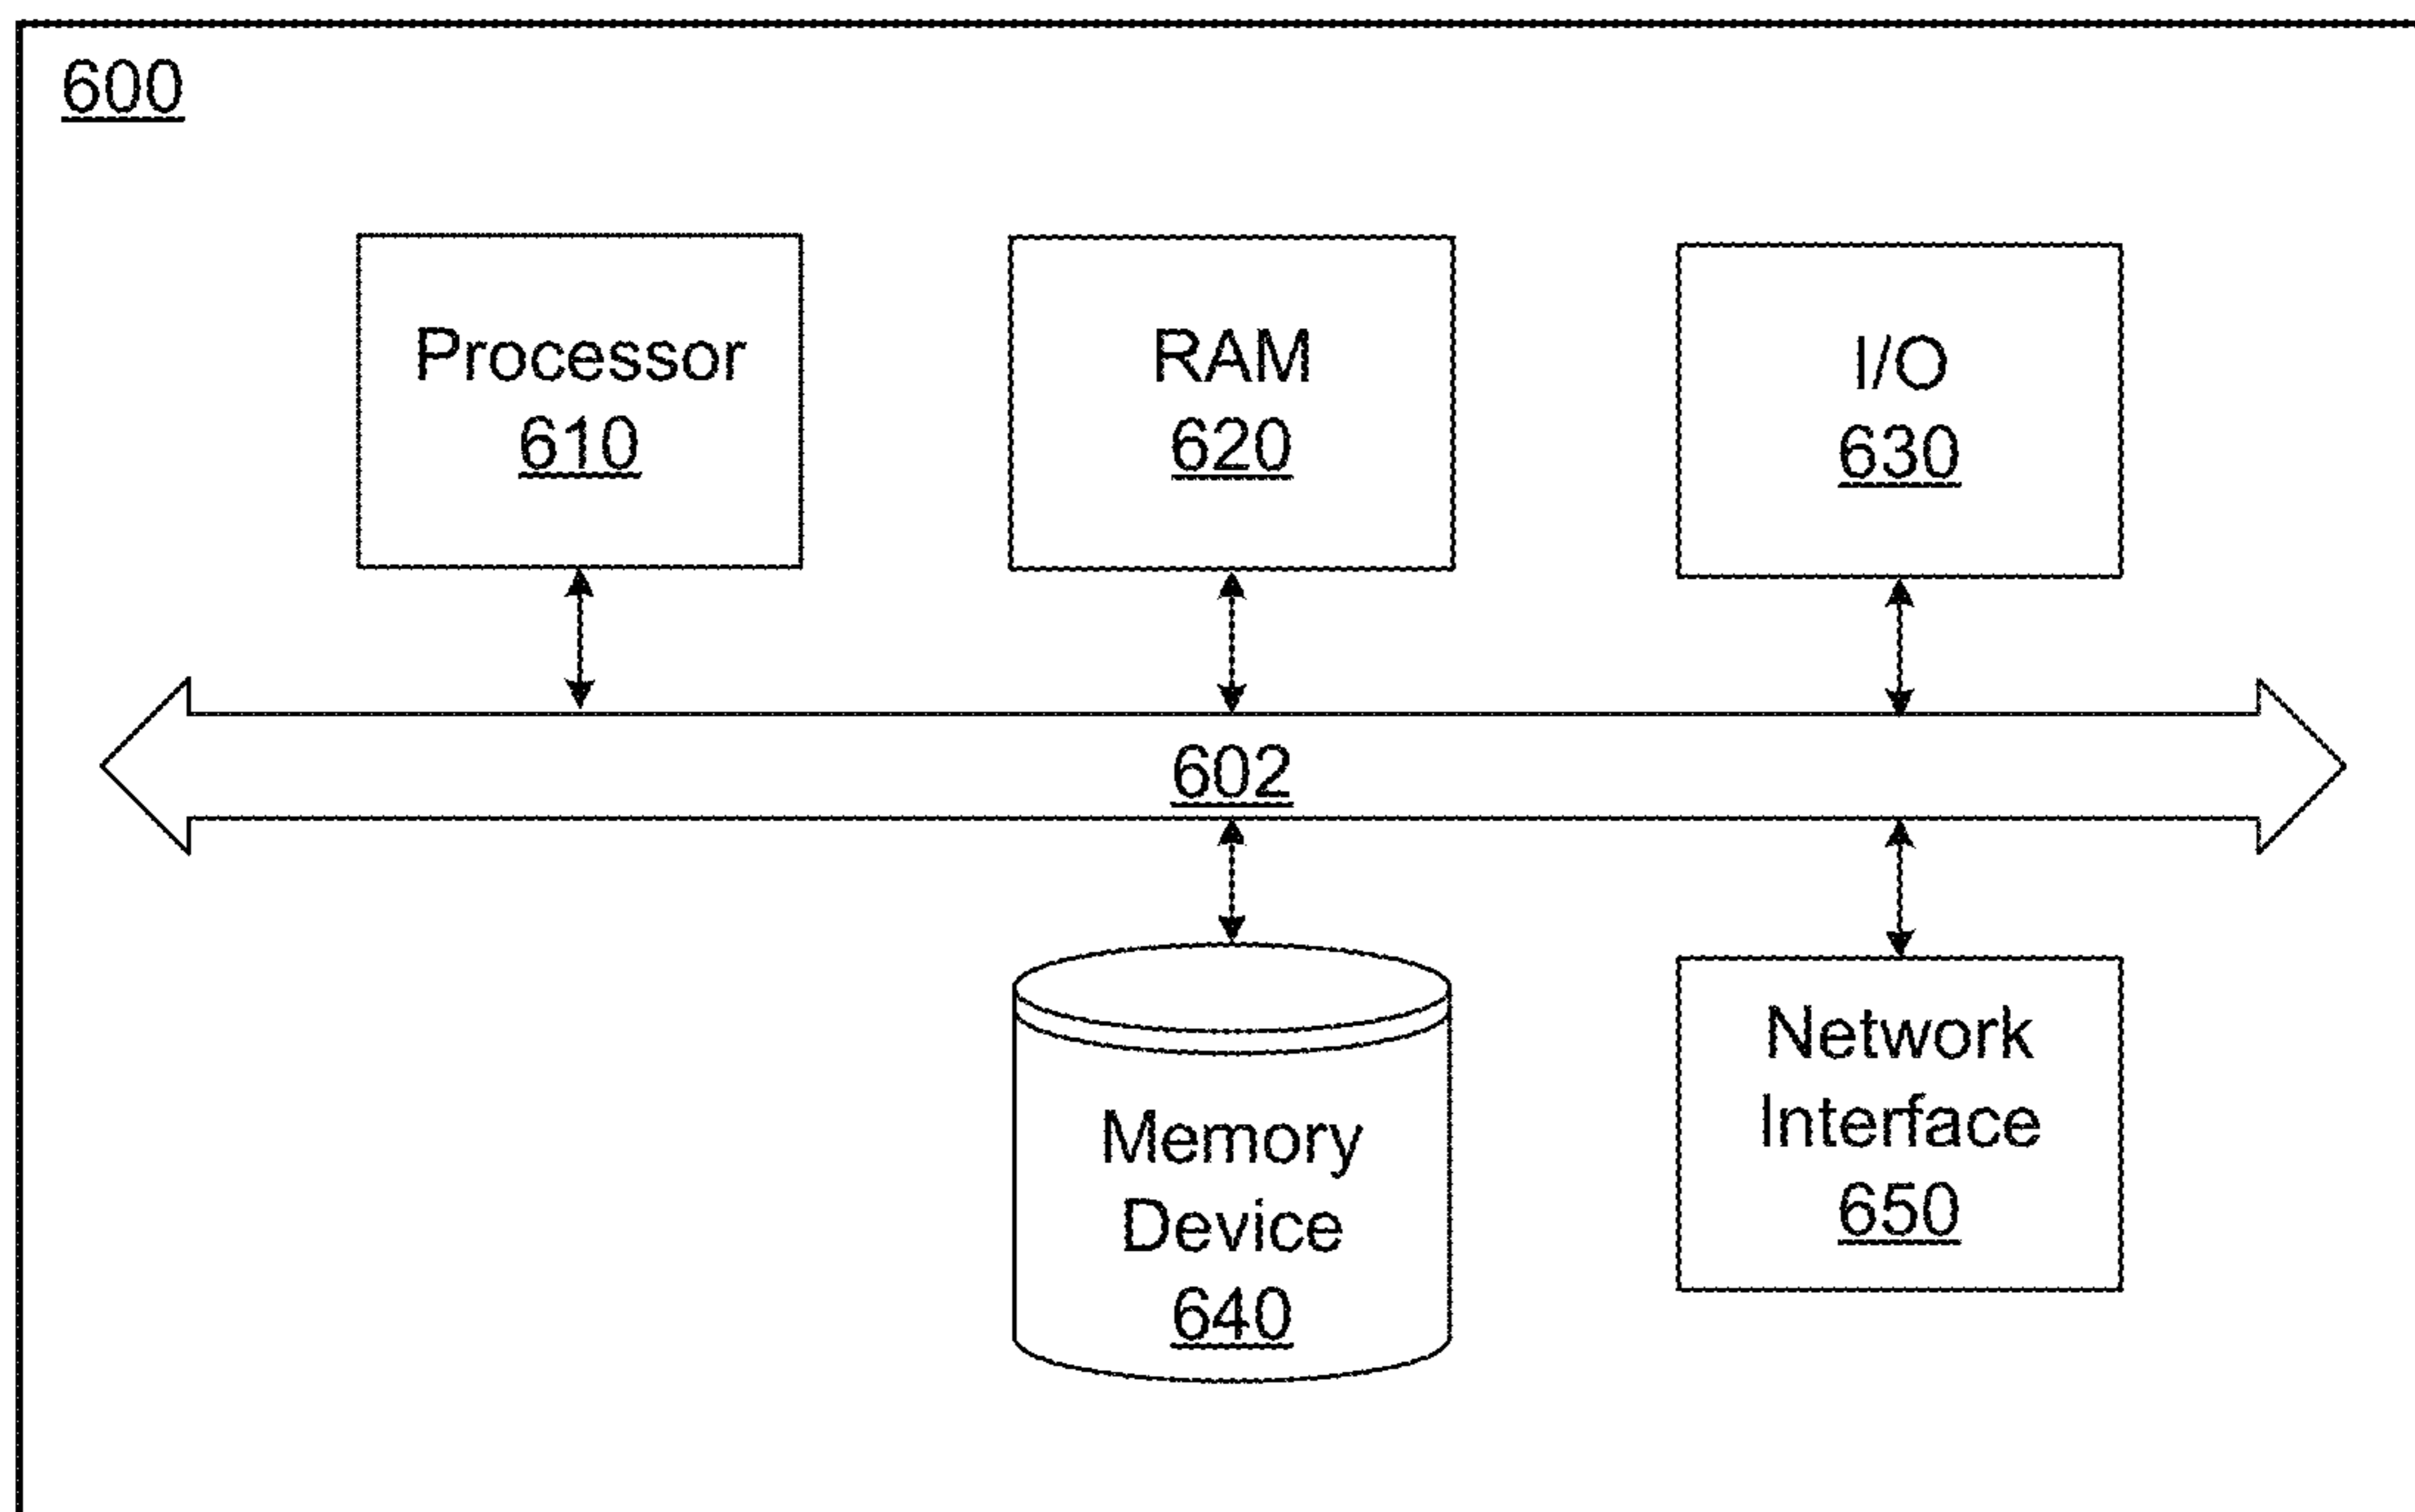 600
Processor
610
RAM
620
I/O
630
602
Memory
Device
640
Network
Interface
650